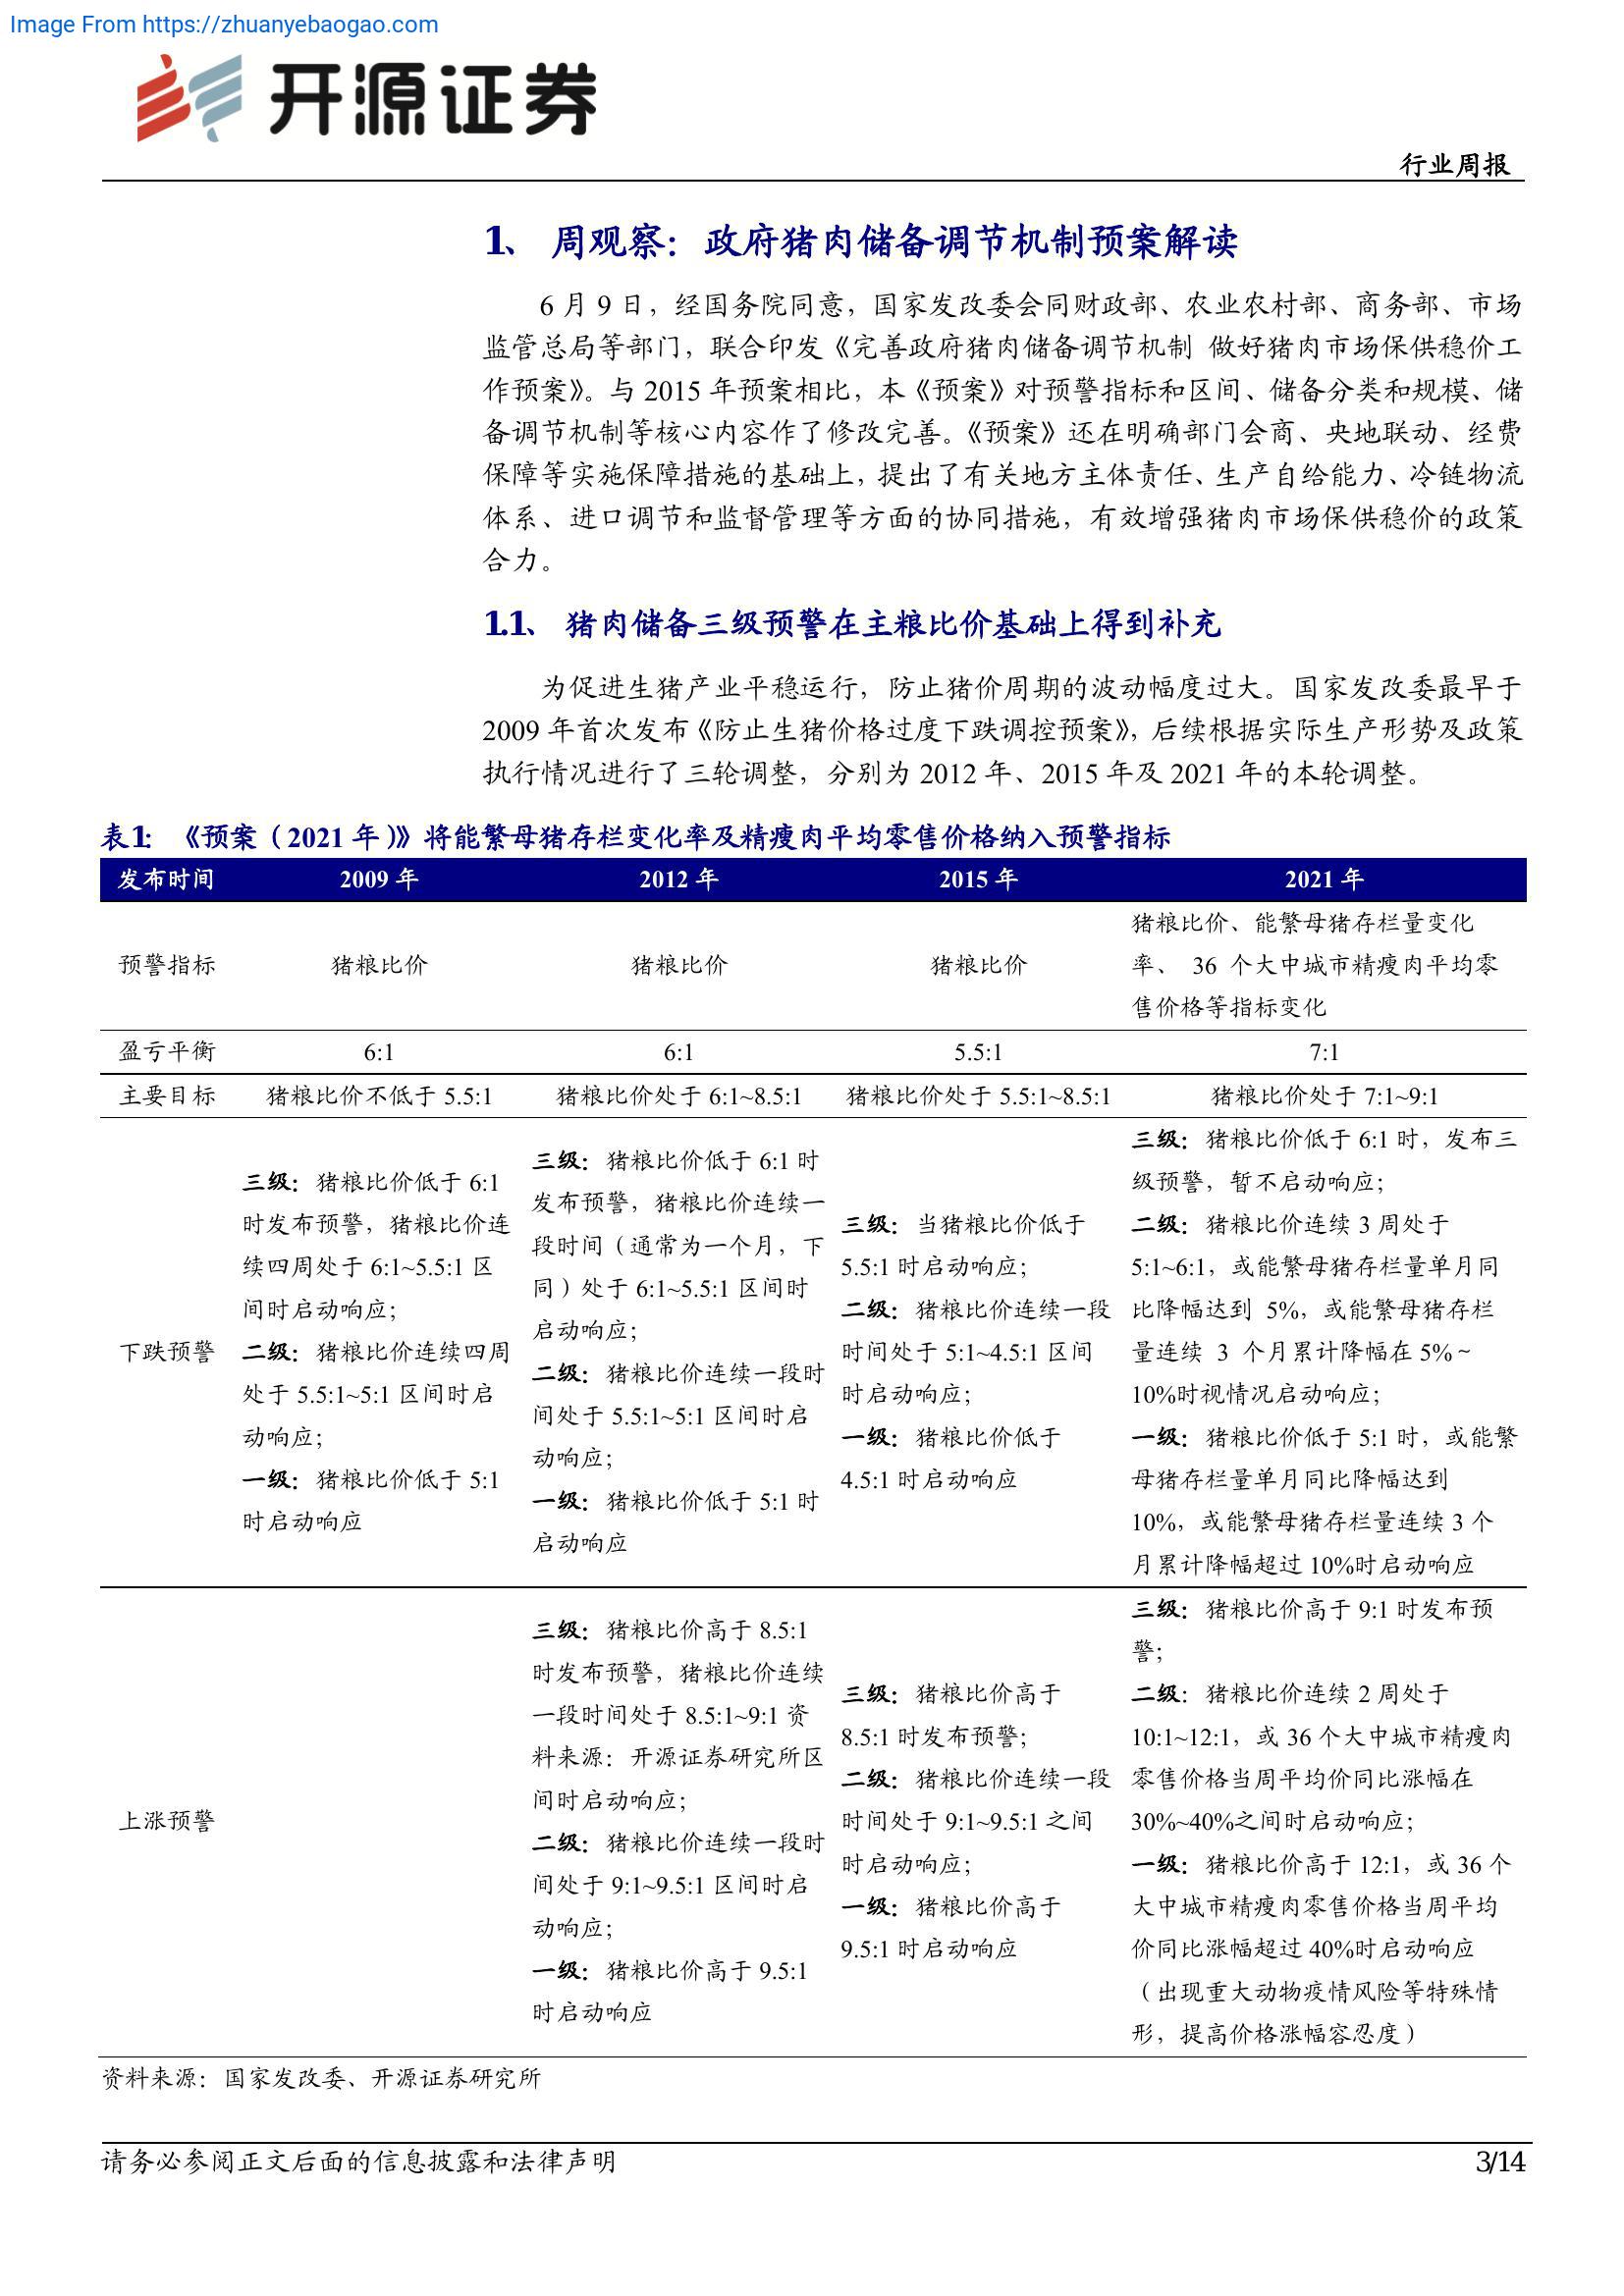 Image From https://zhuanyebaogao.com
开源证券
行业周报
1、 周观察：政府猪肉储备调节机制预案解读
6 月 9 日，经国务院同意，国家发改委会同财政部、农业农村部、商务部、市场
监管总局等部门，联合印发《完善政府猪肉储备调节机制 做好猪肉市场保供稳价工
作预案》。与 2015 年预案相比，本《预案》对预警指标和区间、储备分类和规模、储
备调节机制等核心内容作了修改完善。《预案》还在明确部门会商、央地联动、经费
保障等实施保障措施的基础上，提出了有关地方主体责任、生产自给能力、冷链物流
体系、进口调节和监督管理等方面的协同措施，有效增强猪肉市场保供稳价的政策
合力。
1.1、 猪肉储备三级预警在主粮比价基础上得到补充
为促进生猪产业平稳运行，防止猪价周期的波动幅度过大。国家发改委最早于
2009 年首次发布《防止生猪价格过度下跌调控预案》，后续根据实际生产形势及政策
执行情况进行了三轮调整，分别为 2012 年、2015 年及 2021 年的本轮调整。
表1：《预案（2021 年）》将能繁母猪存栏变化率及精瘦肉平均零售价格纳入预警指标
发布时间 2009 年 2012 年 2015 年 2021 年
预警指标
猪粮比价
猪粮比价
猪粮比价
猪粮比价、能繁母猪存栏量变化
率、 36 个大中城市精瘦肉平均零
售价格等指标变化
盈亏平衡 6:1 6:1 5.5:1 7:1
主要目标 猪粮比价不低于 5.5:1 猪粮比价处于 6:1~8.5:1 猪粮比价处于 5.5:1~8.5:1 猪粮比价处于 7:1~9:1
下跌预警
三级：猪粮比价低于 6:1
时发布预警，猪粮比价连
续四周处于 6:1~5.5:1 区
间时启动响应；
二级：猪粮比价连续四周
处于 5.5:1~5:1 区间时启
动响应；
一级：猪粮比价低于 5:1
时启动响应
三级：猪粮比价低于 6:1 时
发布预警，猪粮比价连续一
段时间（通常为一个月，下
同）处于 6:1~5.5:1 区间时
启动响应；
二级：猪粮比价连续一段时
间处于 5.5:1~5:1 区间时启
动响应；
一级：猪粮比价低于 5:1 时
启动响应
三级：当猪粮比价低于
5.5:1 时启动响应；
二级：猪粮比价连续一段
时间处于 5:1~4.5:1 区间
时启动响应；
一级：猪粮比价低于
4.5:1 时启动响应
三级：猪粮比价低于 6:1 时，发布三
级预警，暂不启动响应；
二级：猪粮比价连续 3 周处于
5:1~6:1，或能繁母猪存栏量单月同
比降幅达到 5%，或能繁母猪存栏
量连续 3 个月累计降幅在 5%～
10%时视情况启动响应；
一级：猪粮比价低于 5:1 时，或能繁
母猪存栏量单月同比降幅达到
10%，或能繁母猪存栏量连续 3 个
月累计降幅超过 10%时启动响应
上涨预警
三级：猪粮比价高于 8.5:1
时发布预警，猪粮比价连续
一段时间处于 8.5:1~9:1 资
料来源：开源证券研究所区
间时启动响应；
二级：猪粮比价连续一段时
间处于 9:1~9.5:1 区间时启
动响应；
一级：猪粮比价高于 9.5:1
时启动响应
三级：猪粮比价高于
8.5:1 时发布预警；
二级：猪粮比价连续一段
时间处于 9:1~9.5:1 之间
时启动响应；
一级：猪粮比价高于
9.5:1 时启动响应
三级：猪粮比价高于 9:1 时发布预
警；
二级：猪粮比价连续 2 周处于
10:1~12:1，或 36 个大中城市精瘦肉
零售价格当周平均价同比涨幅在
30%~40%之间时启动响应；
一级：猪粮比价高于 12:1，或 36 个
大中城市精瘦肉零售价格当周平均
价同比涨幅超过 40%时启动响应
（出现重大动物疫情风险等特殊情
形，提高价格涨幅容忍度）
资料来源：国家发改委、开源证券研究所
请务必参阅正文后面的信息披露和法律声明 3/14